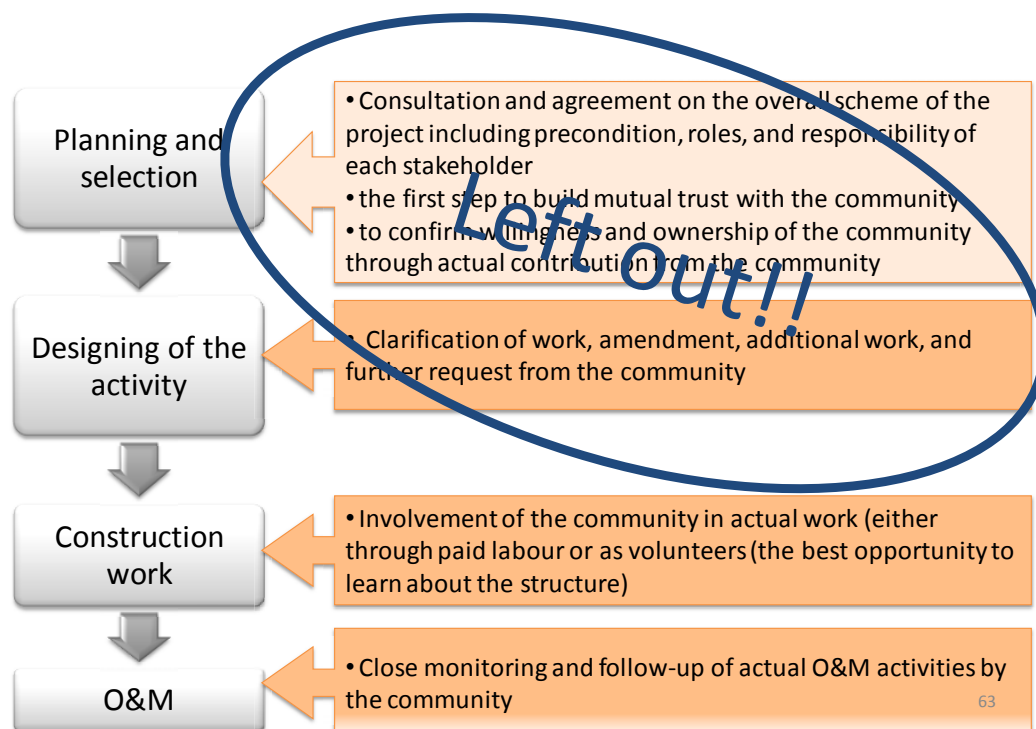 Planning and
selection
• Consultation and agreement on the overall scheme of the
project including precondition, roles, and responsibility of
each stakeholder
• the first step to build mutual trust with the community
• to confirm willingness and ownership of the community
through actual contribution from the community
Left out!!
Designing of the
activity
• Clarification of work, amendment, additional work, and
further request from the community
Construction
work
• Involvement of the community in actual work (either
through paid labour or as volunteers (the best opportunity to
learn about the structure)
O&M
• Close monitoring and follow-up of actual O&M activities by
the community
63